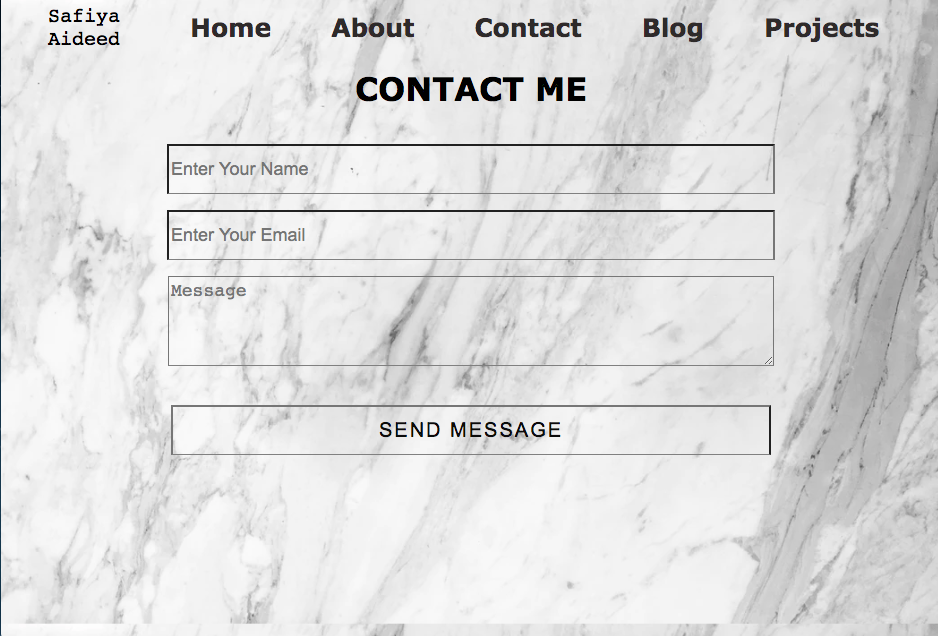 Safiya
Aideed
Home About Contact Blog Projects
CONTACT ME
Enter Your Name
Enter Your Email
Message
SEND MESSAGE